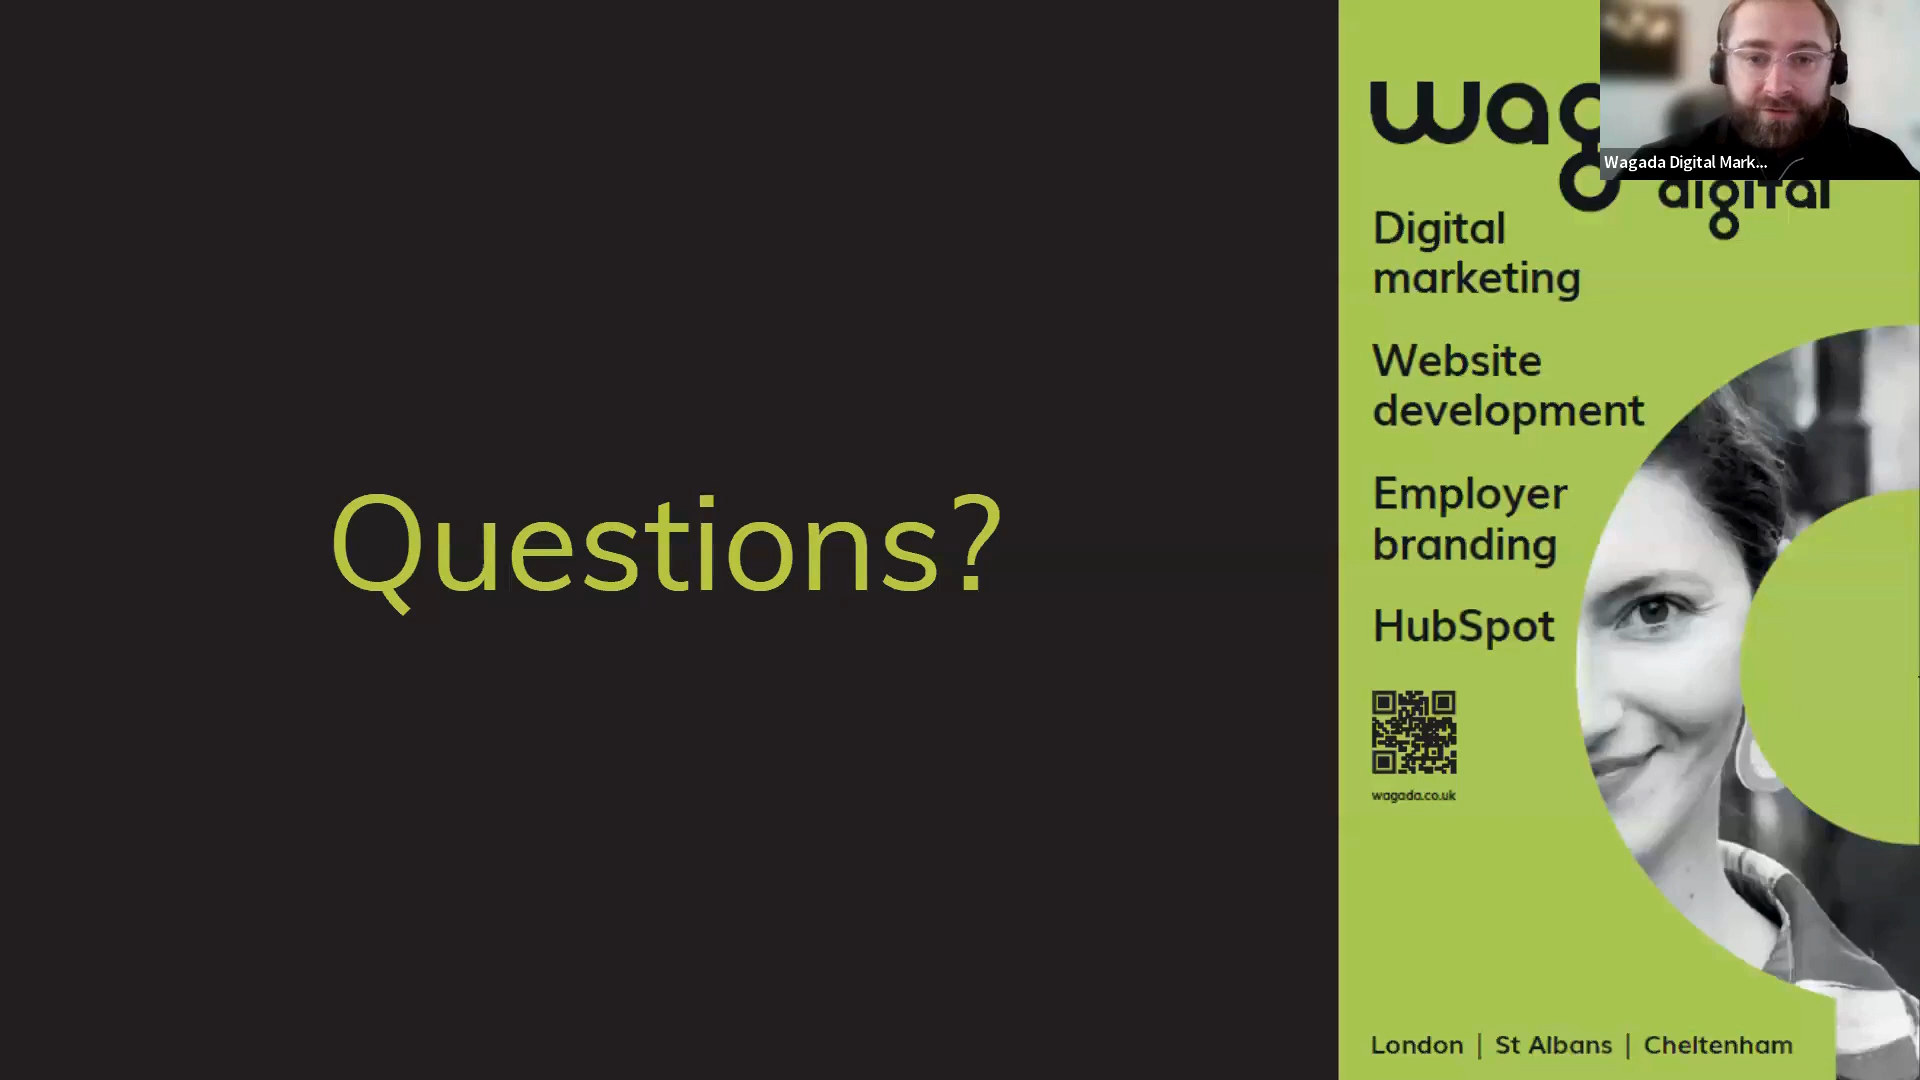 Questions?
wag
digital
Wagada Digital Mark...
Digital
marketing
Website
development
Employer
branding
HubSpot
wagada.co.uk
London | St Albans | Cheltenham